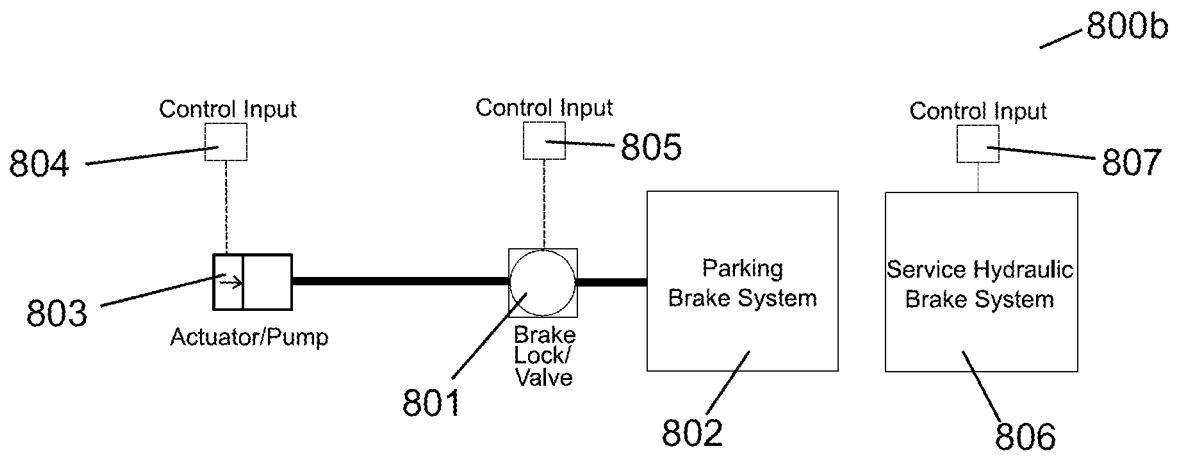 800b
Control Input
Control Input
Control Input
804
805
807
803
Parking
Brake System
Service Hydraulic
Brake System
Actuator/Pump
Brake
Lock/
Valve
801
802
806